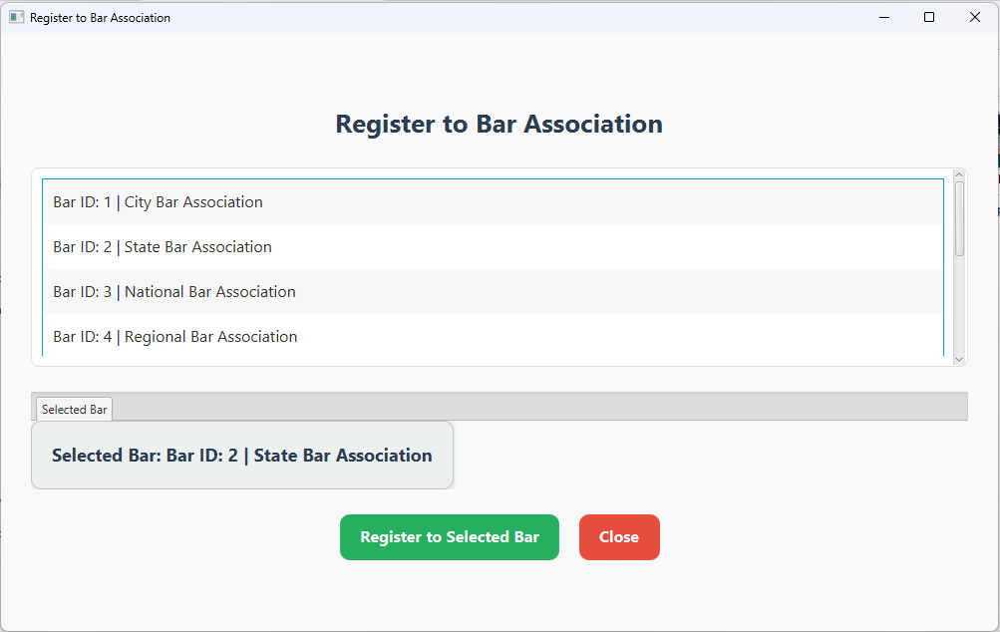 Register to Bar Association
Register to Bar Association
Bar ID: 1 | City Bar Association
Bar ID: 2 | State Bar Association
Bar ID: 3 | National Bar Association
Bar ID: 4 | Regional Bar Association
Selected Bar
Selected Bar: Bar ID: 2 | State Bar Association
Register to Selected Bar
Close